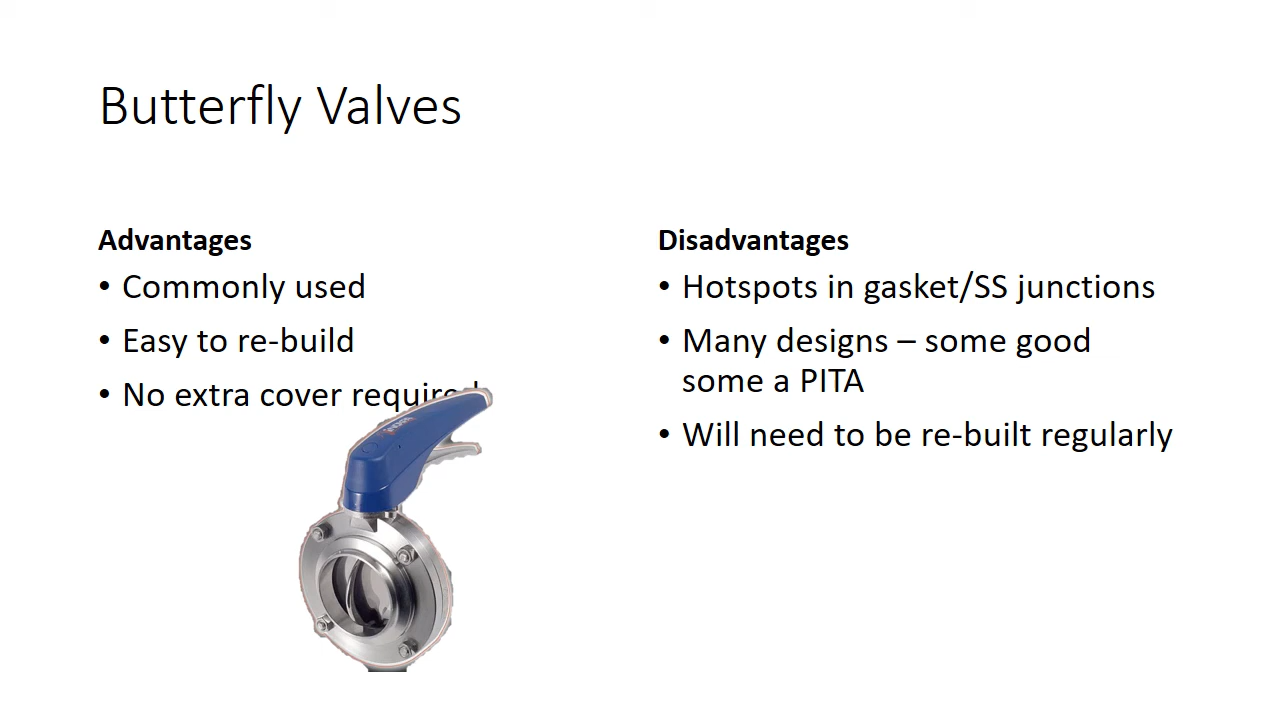 Butterfly Valves
Advantages
• Commonly used
• Easy to re-build
• No extra cover required
Disadvantages
• Hotspots in gasket/SS junctions
• Many designs – some good
some a PITA
• Will need to be re-built regularly